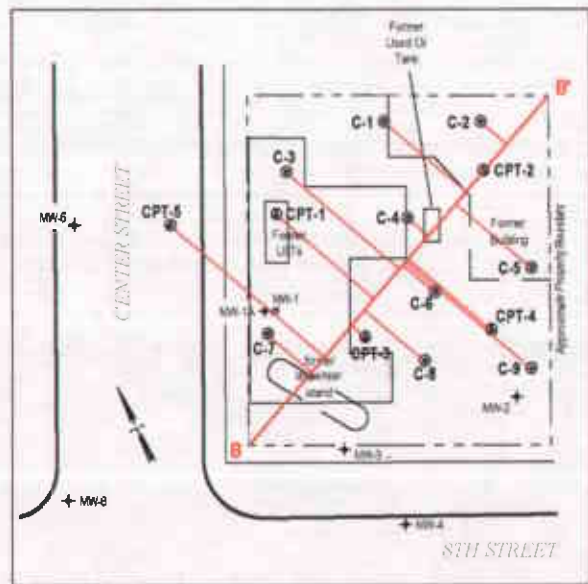 Former
Used Oil
Tank
B'
C-1
C-2
C-3
CPT-2
CPT-1
C-4
Former
USTs
Former
Building
Approximate Property Boundary
MW-5
CPT-5
CENTER STREET
C-5
C-6
MW-1A
MW-1
CPT-4
C-7
CPT-3
C-8
C-9
former
island
MW-2
B
MW-3
MW-6
MW-4
8TH STREET